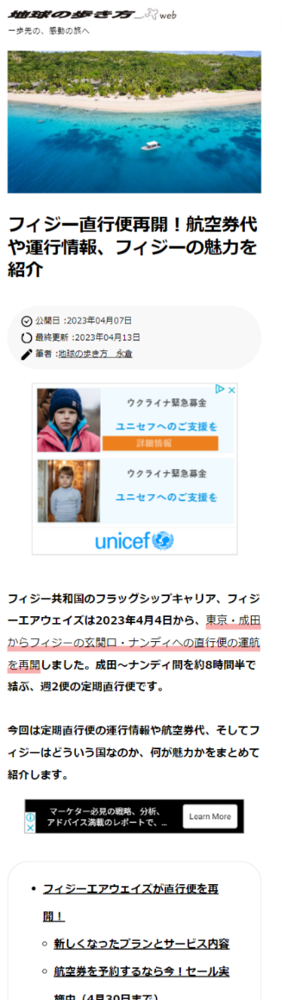 地球の歩き方 web
一歩先の、感動の旅へ
フィジー直行便再開！航空券代
や運行情報、フィジーの魅力を
紹介
公開日 :2023年04月07日
最終更新 :2023年04月13日
筆者 :地球の歩き方 永倉
ウクライナ緊急募金
ユニセフへのご支援を
詳細情報
ウクライナ緊急募金
ユニセフへのご支援を
unicef
フィジー共和国のフラッグシップキャリア、フィジ
ーエアウェイズは2023年4月4日から、東京・成田
からフィジーの玄関口・ナンディへの直行便の運航
を再開しました。成田～ナンディ間を約8時間半で
結ぶ、週2便の定期直行便です。
今回は定期直行便の運行情報や航空券代、そしてフ
ィジーはどういう国なのか、何が魅力かをまとめて
紹介します。
マーケター必見の戦略、分析、
アドバイス満載のレポートで、...
Learn More
フィジーエアウェイズが直行便を再
開！
新しくなったプランとサービス内容
航空券を予約するなら今！セール実
施中（4月30日まで）